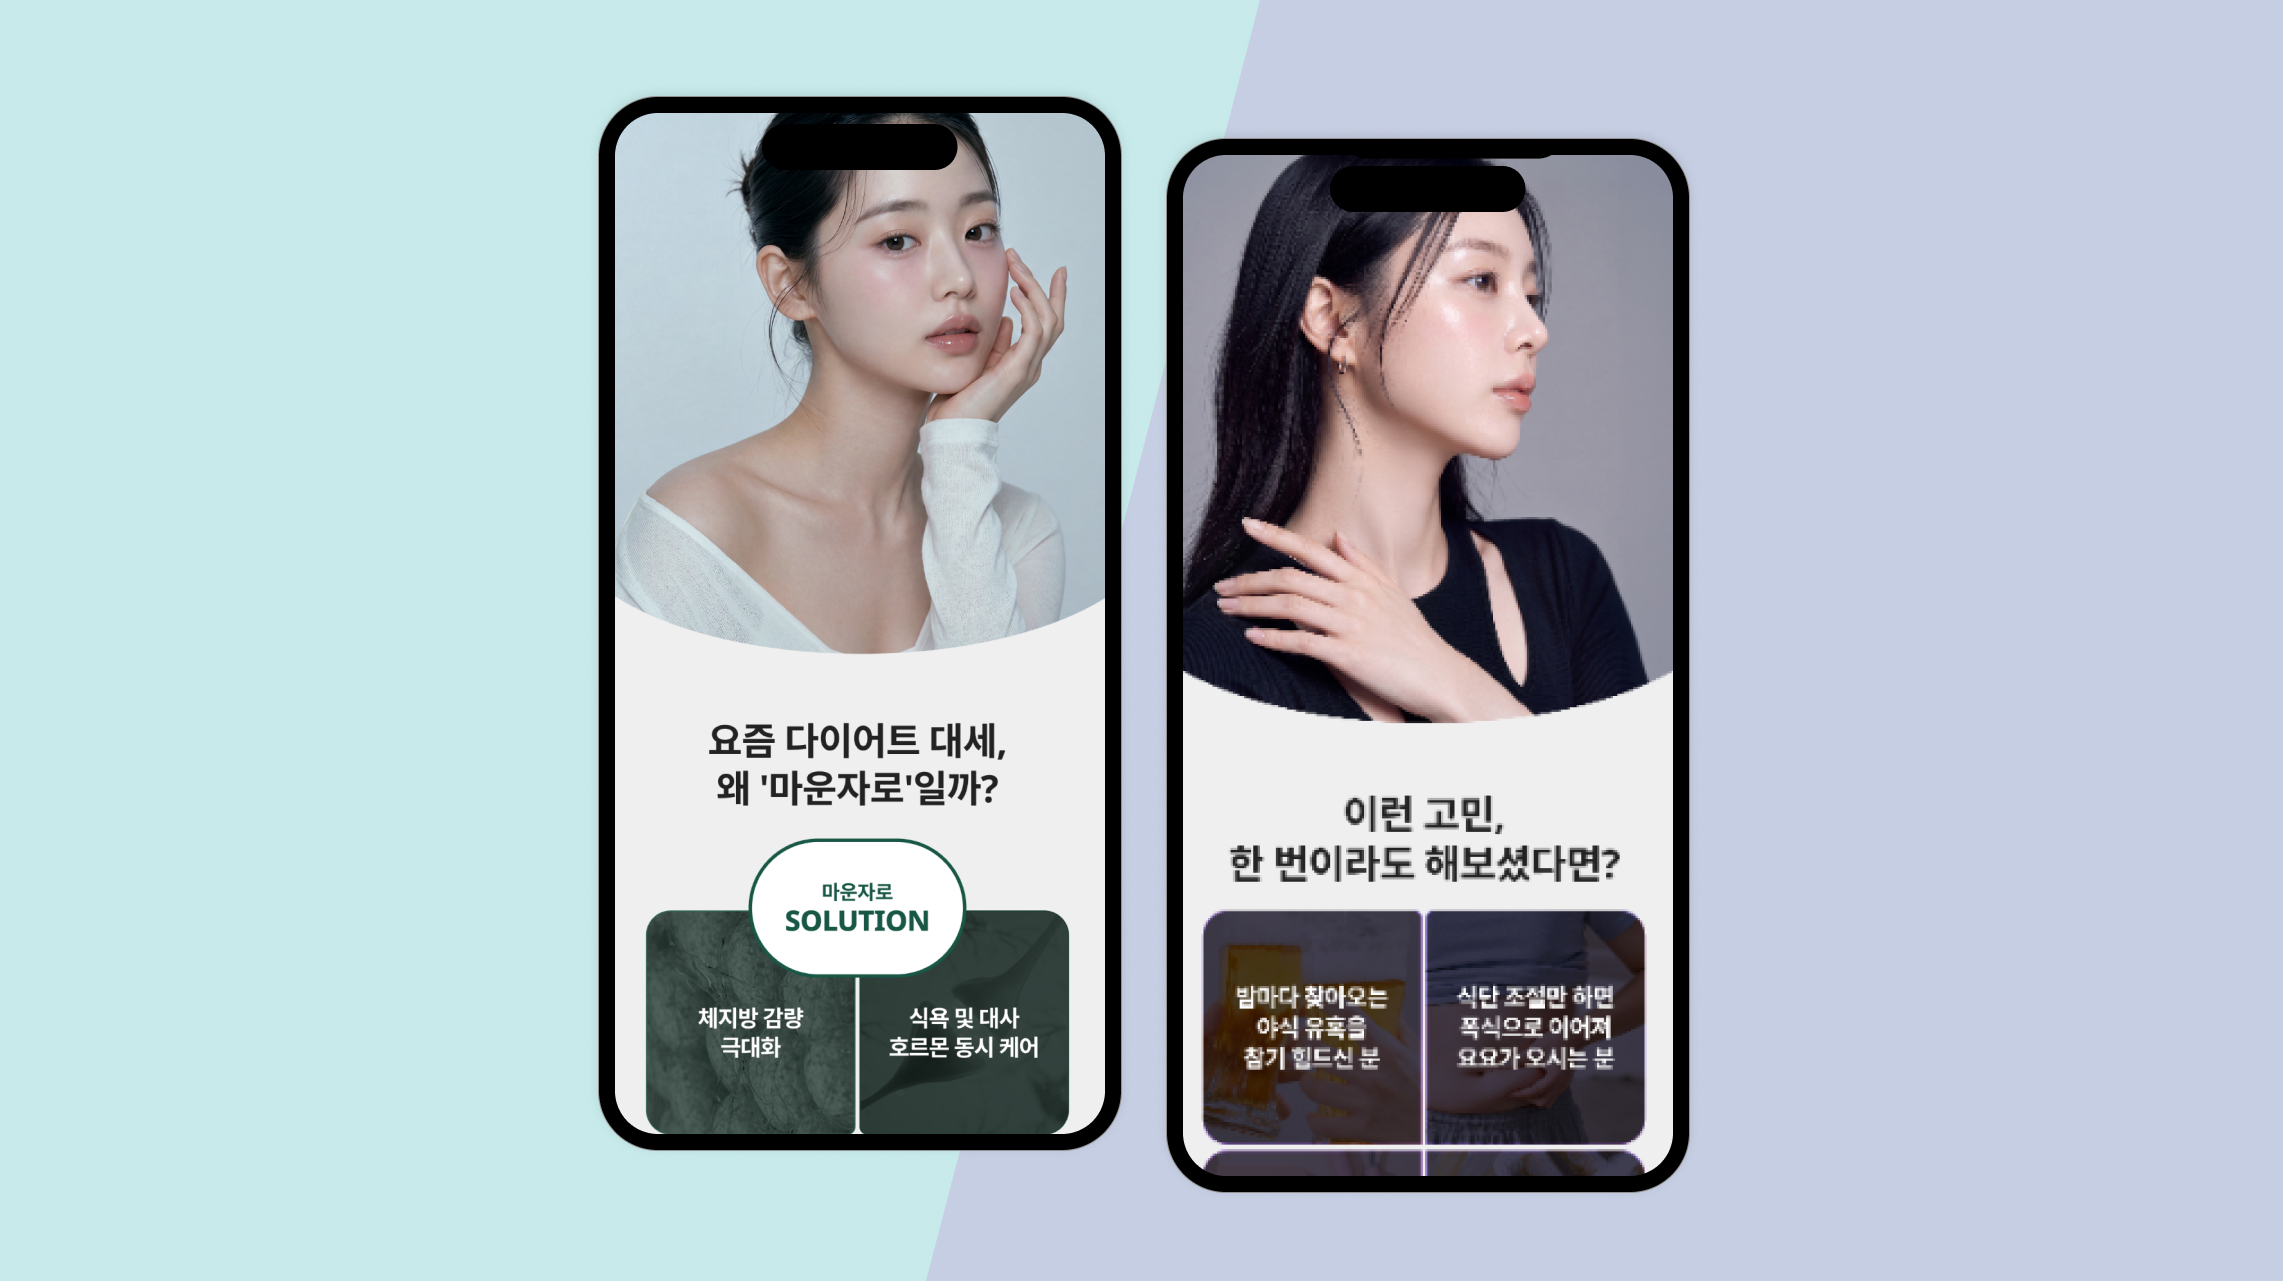 요즘 다이어트 대세,
왜 '마운자로'일까?
마운자로
SOLUTION
체지방 감량
극대화
식욕 및 대사
호르몬 동시 케어
이런 고민,
한 번이라도 해보셨다면?
밤마다 찾아오는
야식 유혹을
참기 힘드신 분
식단 조절만 하면
폭식으로 이어져
요요가 오시는 분